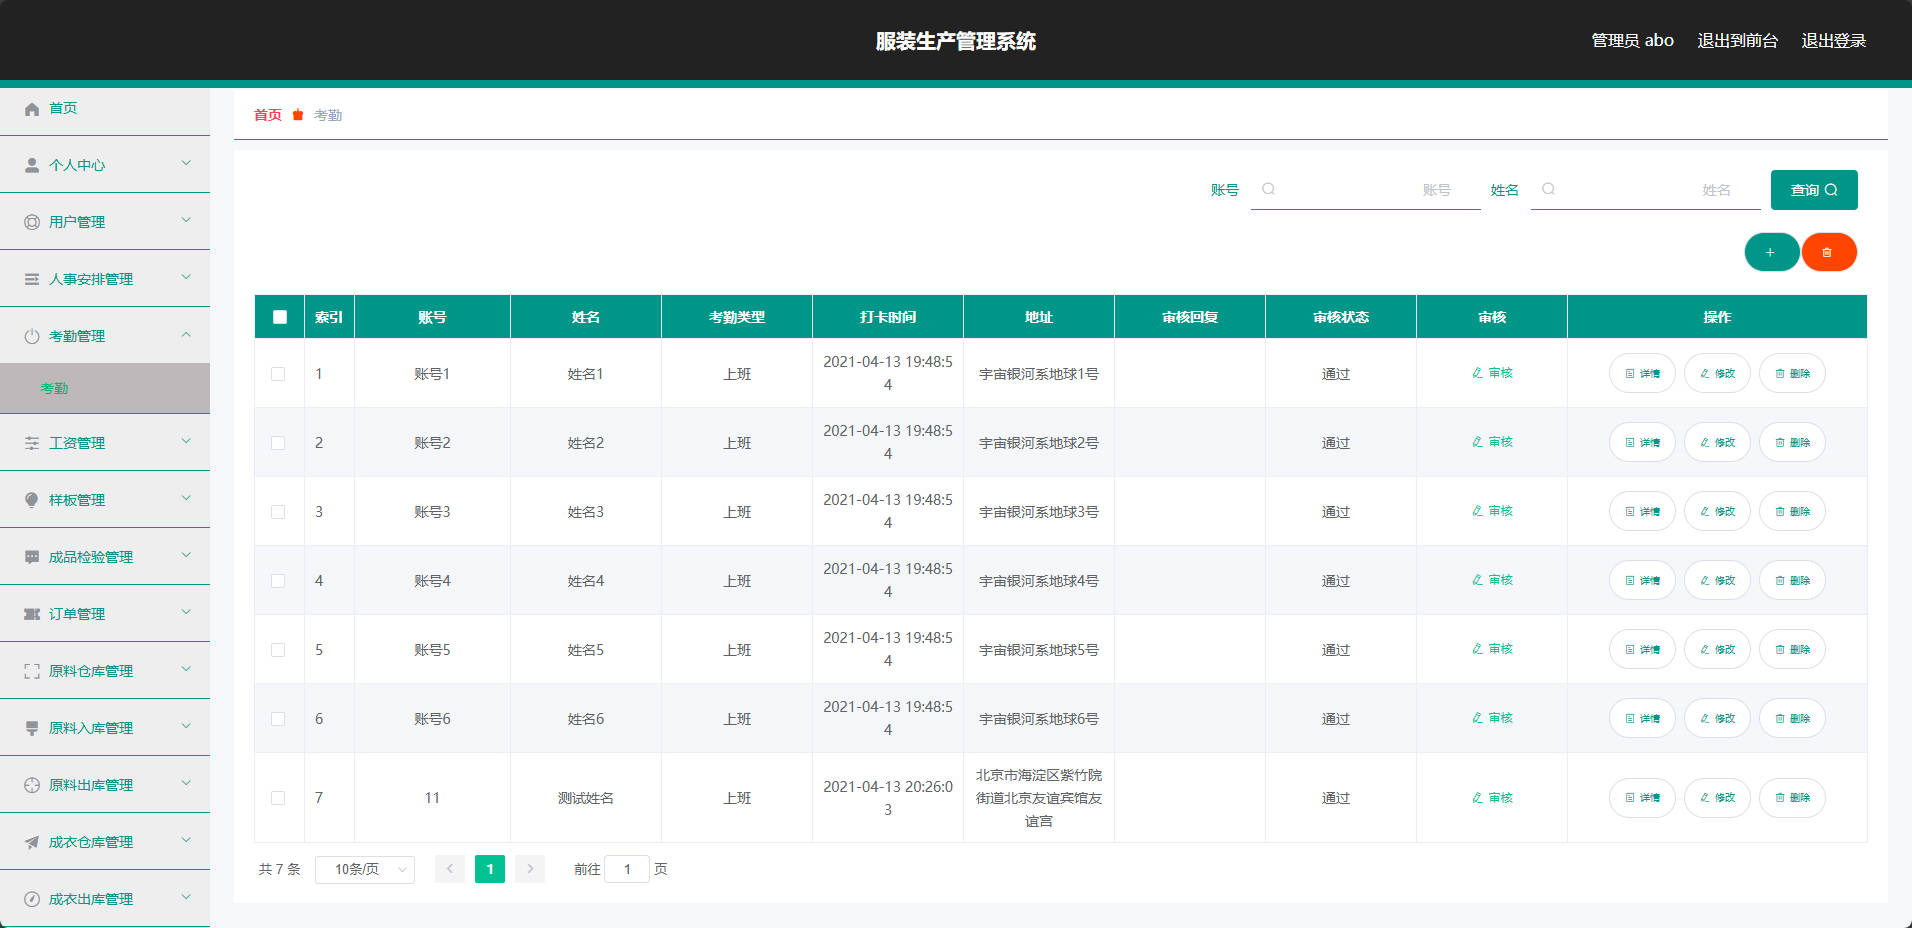 服装生产管理系统
管理员 abo 退出到前台 退出登录
首页
个人中心
用户管理
人事安排管理
考勤管理
考勤
工资管理
样板管理
成品检验管理
订单管理
原料仓库管理
原料入库管理
原料出库管理
成衣仓库管理
成衣出库管理
首页 考勤
账号 账号 姓名 姓名 查询
索引 账号 姓名 考勤类型 打卡时间 地址 审核回复 审核状态 审核 操作
1 账号1 姓名1 上班 2021-04-13 19:48:5
4 宇宙银河系地球1号 通过 审核 详情 修改 删除
2 账号2 姓名2 上班 2021-04-13 19:48:5
4 宇宙银河系地球2号 通过 审核 详情 修改 删除
3 账号3 姓名3 上班 2021-04-13 19:48:5
4 宇宙银河系地球3号 通过 审核 详情 修改 删除
4 账号4 姓名4 上班 2021-04-13 19:48:5
4 宇宙银河系地球4号 通过 审核 详情 修改 删除
5 账号5 姓名5 上班 2021-04-13 19:48:5
4 宇宙银河系地球5号 通过 审核 详情 修改 删除
6 账号6 姓名6 上班 2021-04-13 19:48:5
4 宇宙银河系地球6号 通过 审核 详情 修改 删除
7 11 测试姓名 上班 2021-04-13 20:26:0
3 北京市海淀区紫竹院
街道北京友谊宾馆友
谊宫 通过 审核 详情 修改 删除
共 7 条 10条/页 1 前往 1 页